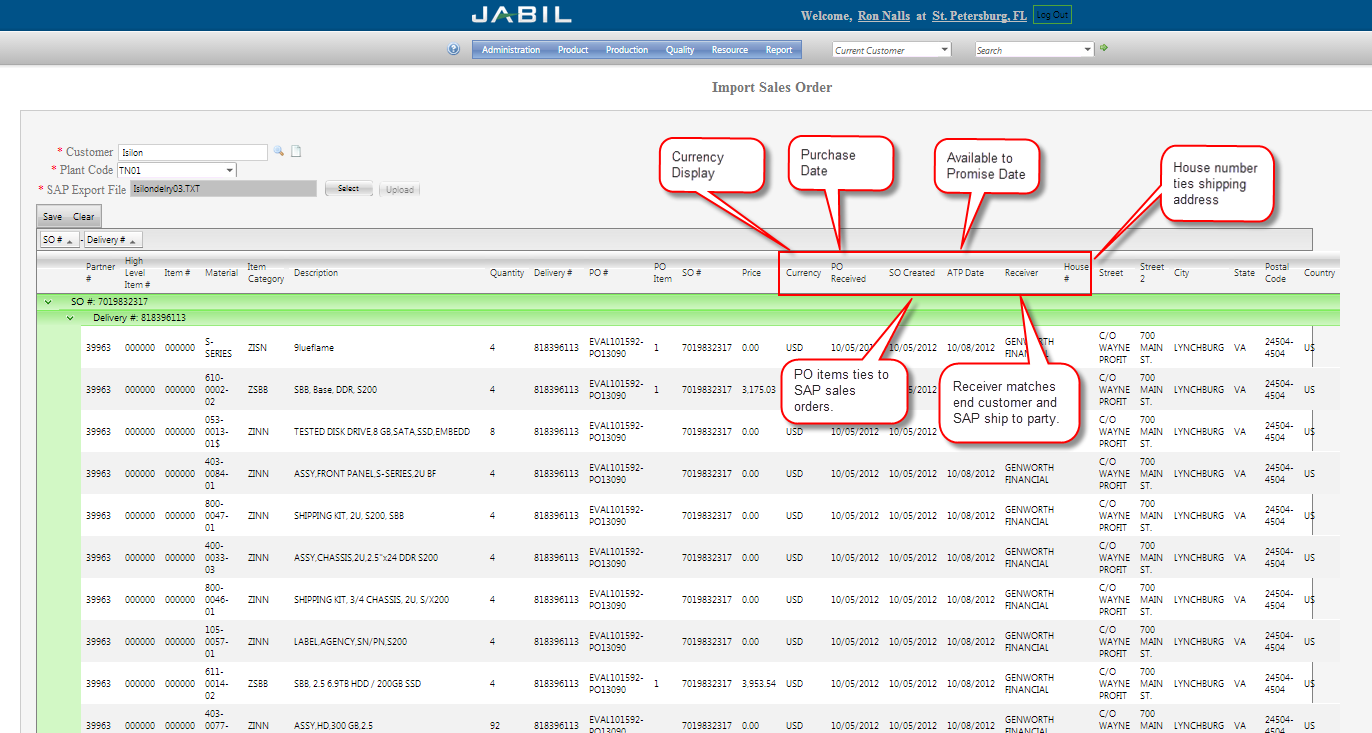 JABIL
Welcome, Ron Nalls at St. Petersburg, FL Log Out
Administration Product Production Quality Resource Report Current Customer Search
Import Sales Order
* Customer Isilon
* Plant Code TN01
* SAP Export File Isilondelry03.TXT Select Upload
Save Clear
SO # - Delivery #
Currency
Display
Purchase
Date
Available to
Promise Date
House number
ties shipping
address
Partner # High Level Item # Item # Material Item Category Description Quantity Delivery # PO # PO Item SO # Price Currency PO Received SO Created ATP Date Receiver House # Street Street 2 City State Postal Code Country
SO #: 7019832317
Delivery #: 818396113
PO items ties to
SAP sales
orders.
Receiver matches
end customer and
SAP ship to party.
39963 000000 000000 S-SERIES ZISN 9lueflame 4 818396113 EVAL101592-PO13090 1 7019832317 0.00 USD 10/05/2012 10/05/2012 10/08/2012 C/O WAYNE PROFIT 700 MAIN ST. LYNCHBURG VA 24504-4504 US
39963 000000 000000 610-0002-02 ZSBB SBB, Base, DDR, S200 4 818396113 EVAL101592-PO13090 1 7019832317 3,175.03 C/O WAYNE PROFIT 700 MAIN ST. LYNCHBURG VA 24504-4504 US
39963 000000 000000 053-0013-01$ ZINN TESTED DISK DRIVE,8 GB,SATA,SSD,EMBEDD 8 818396113 EVAL101592-PO13090 7019832317 0.00 USD 10/05/2012 10/05/2012 C/O WAYNE PROFIT 700 MAIN ST. LYNCHBURG VA 24504-4504 US
39963 000000 000000 403-0084-01 ZINN ASSY,FRONT PANEL,S-SERIES,2U BF 4 818396113 EVAL101592-PO13090 7019832317 0.00 USD 10/05/2012 10/05/2012 10/08/2012 GENWORTH FINANCIAL C/O WAYNE PROFIT 700 MAIN ST. LYNCHBURG VA 24504-4504 US
39963 000000 000000 800-0047-01 ZINN SHIPPING KIT, 2U, S200, SBB 4 818396113 EVAL101592-PO13090 7019832317 0.00 USD 10/05/2012 10/05/2012 10/08/2012 GENWORTH FINANCIAL C/O WAYNE PROFIT 700 MAIN ST. LYNCHBURG VA 24504-4504 US
39963 000000 000000 400-0033-03 ZINN ASSY,CHASSIS,2U,2.5"x24 DDR S200 4 818396113 EVAL101592-PO13090 7019832317 0.00 USD 10/05/2012 10/05/2012 10/08/2012 GENWORTH FINANCIAL C/O WAYNE PROFIT 700 MAIN ST. LYNCHBURG VA 24504-4504 US
39963 000000 000000 800-0046-01 ZINN SHIPPING KIT, 3/4 CHASSIS, 2U, S/X200 4 818396113 EVAL101592-PO13090 7019832317 0.00 USD 10/05/2012 10/05/2012 10/08/2012 GENWORTH FINANCIAL C/O WAYNE PROFIT 700 MAIN ST. LYNCHBURG VA 24504-4504 US
39963 000000 000000 105-0057-01 ZINN LABEL,AGENCY,SN/PN,S200 4 818396113 EVAL101592-PO13090 7019832317 0.00 USD 10/05/2012 10/05/2012 10/08/2012 GENWORTH FINANCIAL C/O WAYNE PROFIT 700 MAIN ST. LYNCHBURG VA 24504-4504 US
39963 000000 000000 611-0014-02 ZSBB SBB, 2.5 6.9TB HDD / 200GB SSD 4 818396113 EVAL101592-PO13090 1 7019832317 3,953.54 USD 10/05/2012 10/05/2012 10/08/2012 GENWORTH FINANCIAL C/O WAYNE PROFIT 700 MAIN ST. LYNCHBURG VA 24504-4504 US
39963 000000 000000 403-0077- ZINN ASSY,HD,300 GB,2.5 92 818396113 EVAL101592-PO13090 7019832317 0.00 USD 10/05/2012 10/05/2012 10/08/2012 GENWORTH FINANCIAL C/O WAYNE 700 MAIN LYNCHBURG VA 24504-4504 US